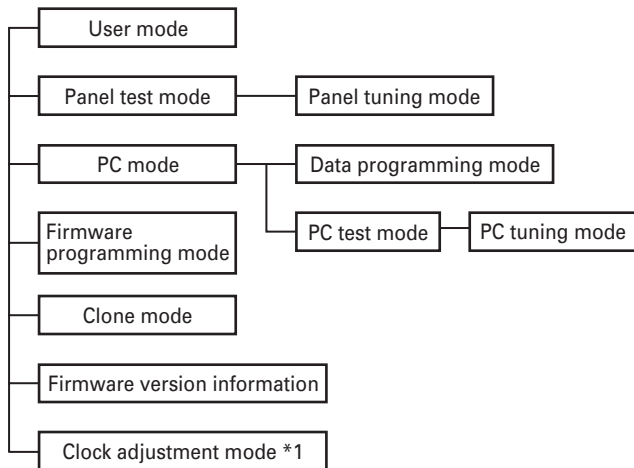 User mode
Panel test mode
Panel tuning mode
PC mode
Data programming mode
PC test mode
PC tuning mode
Firmware
programming mode
Clone mode
Firmware version information
Clock adjustment mode *1